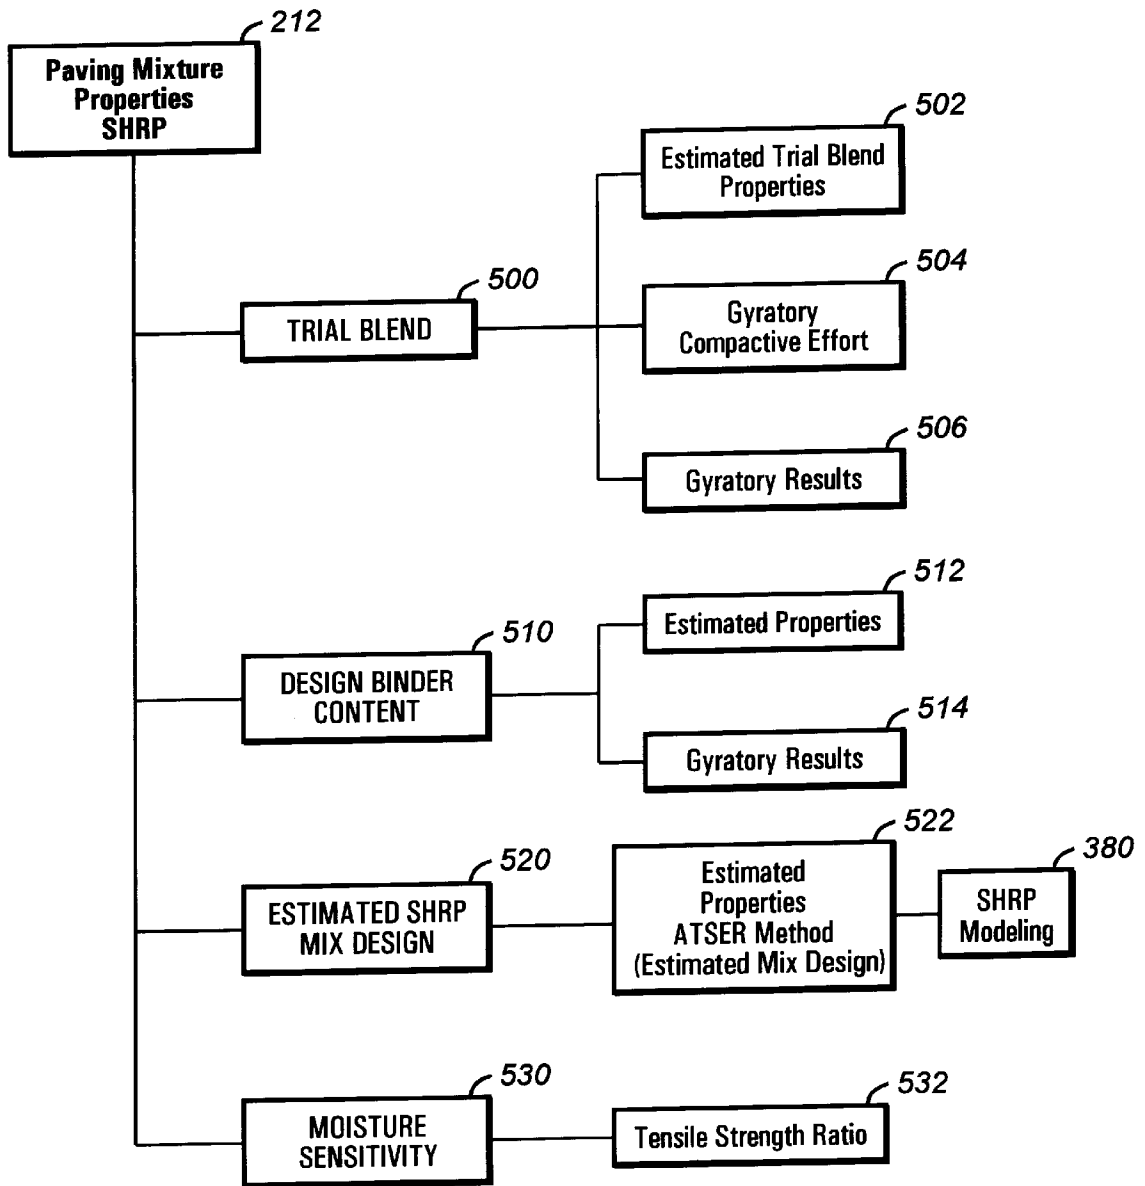 212
Paving Mixture
Properties
SHRP
502
Estimated Trial Blend
Properties
500
TRIAL BLEND
504
Gyratory
Compactive Effort
506
Gyratory Results
512
Estimated Properties
510
DESIGN BINDER
CONTENT
514
Gyratory Results
520
ESTIMATED SHRP
MIX DESIGN
522
Estimated
Properties
ATSER Method
(Estimated Mix Design)
380
SHRP
Modeling
530
MOISTURE
SENSITIVITY
532
Tensile Strength Ratio